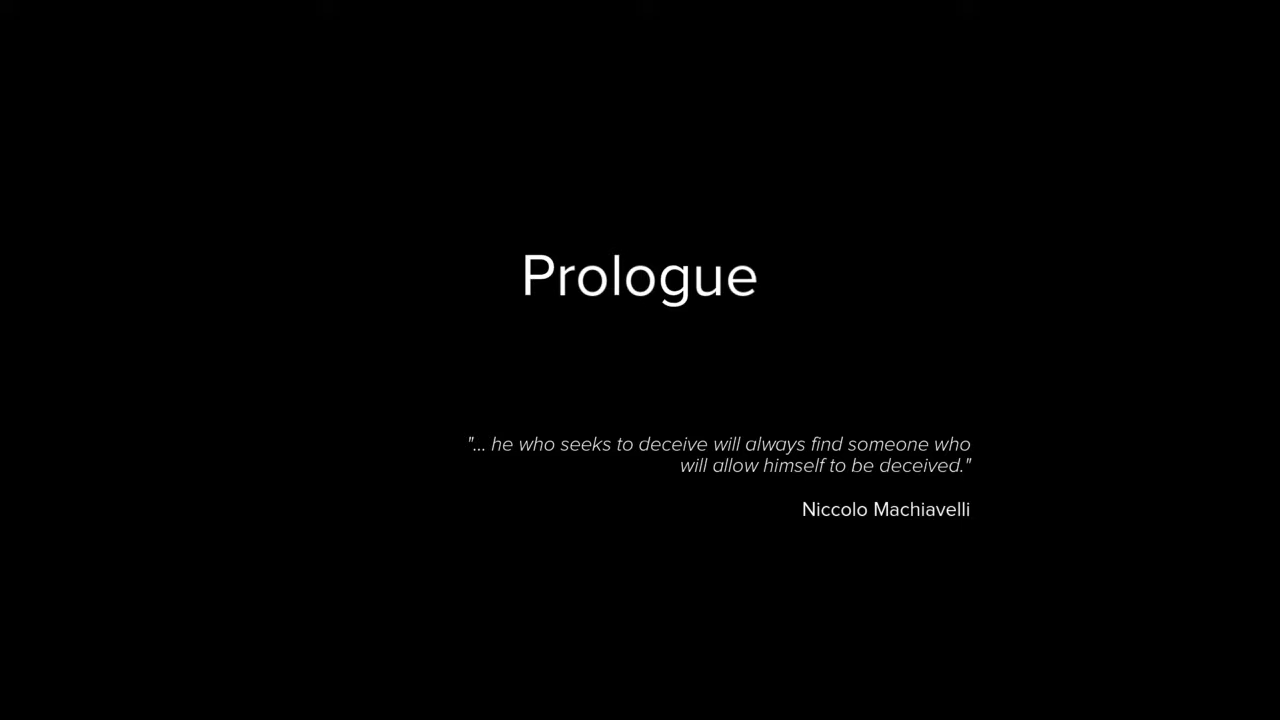 Prologue
"... he who seeks to deceive will always find someone who
will allow himself to be deceived."
Niccolo Machiavelli